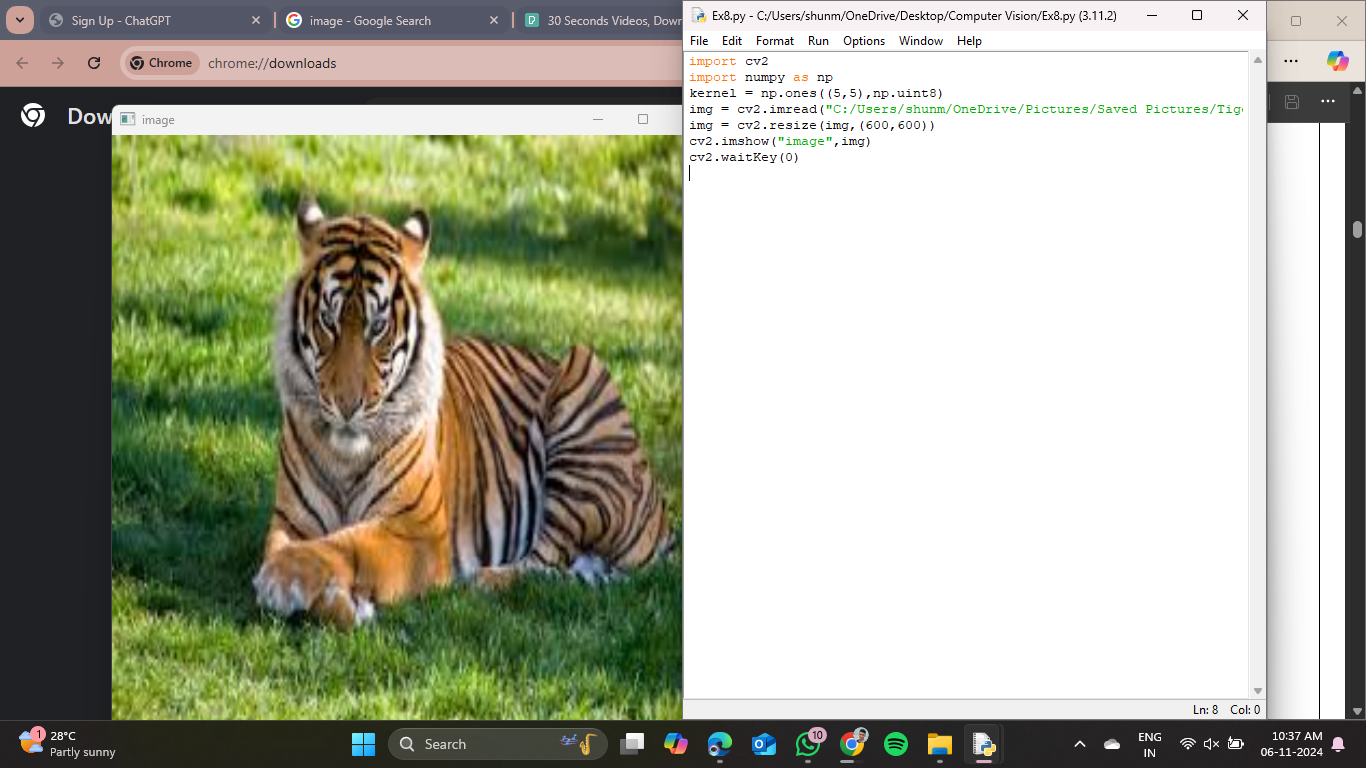 Sign Up - ChatGPT
image - Google Search
30 Seconds Videos, Dow
Ex8.py - C:/Users/shunm/OneDrive/Desktop/Computer Vision/Ex8.py (3.11.2)
Chrome
chrome://downloads
File Edit Format Run Options Window Help
Dow
image
import cv2
import numpy as np
kernel = np.ones((5,5),np.uint8)
img = cv2.imread("C:/Users/shunm/OneDrive/Pictures/Saved Pictures/Tig
img = cv2.resize(img,(600,600))
cv2.imshow("image",img)
cv2.waitKey(0)
Ln: 8 Col: 0
1
28°C
Partly sunny
Search
10
ENG
IN
10:37 AM
06-11-2024